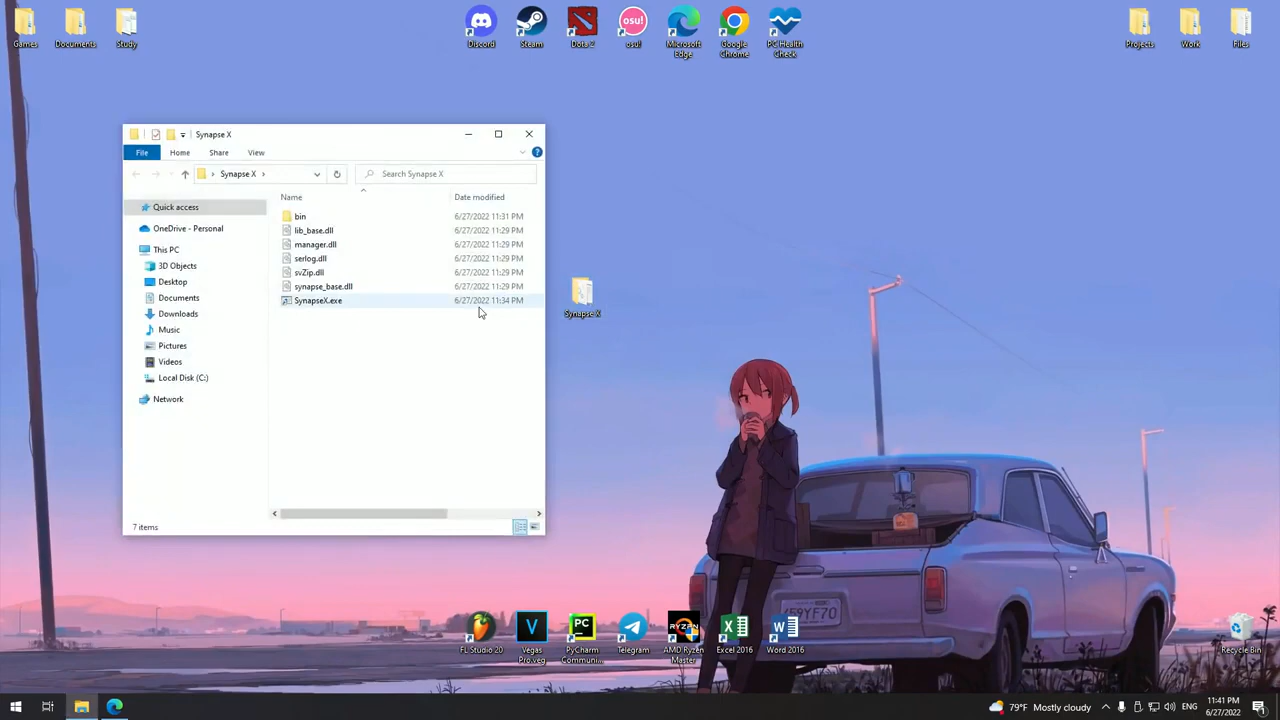 Games
Documents
Study
Discord
Steam
Dota 2
osu!
osu!
Microsoft
Edge
Google
Chrome
PC Health
Check
Projects
Work
Files
Synapse X
File
Home
Share
View
Synapse X
Search Synapse X
Name
Date modified
Quick access
OneDrive - Personal
This PC
3D Objects
Desktop
Documents
Downloads
Music
Pictures
Videos
Local Disk (C:)
Network
bin 6/27/2022 11:31 PM
lib_base.dll 6/27/2022 11:29 PM
manager.dll 6/27/2022 11:29 PM
serlog.dll 6/27/2022 11:29 PM
svZip.dll 6/27/2022 11:29 PM
synapse_base.dll 6/27/2022 11:29 PM
SynapseX.exe 6/27/2022 11:34 PM
7 items
Synapse X
459YF70
V
PC
RYZEN
X
W
FL Studio 20
Vegas
Pro.veg
PyCharm
Communi...
Telegram
AMD Ryzen
Master
Excel 2016
Word 2016
Recycle Bin
79°F Mostly cloudy
ENG
11:41 PM
6/27/2022
1